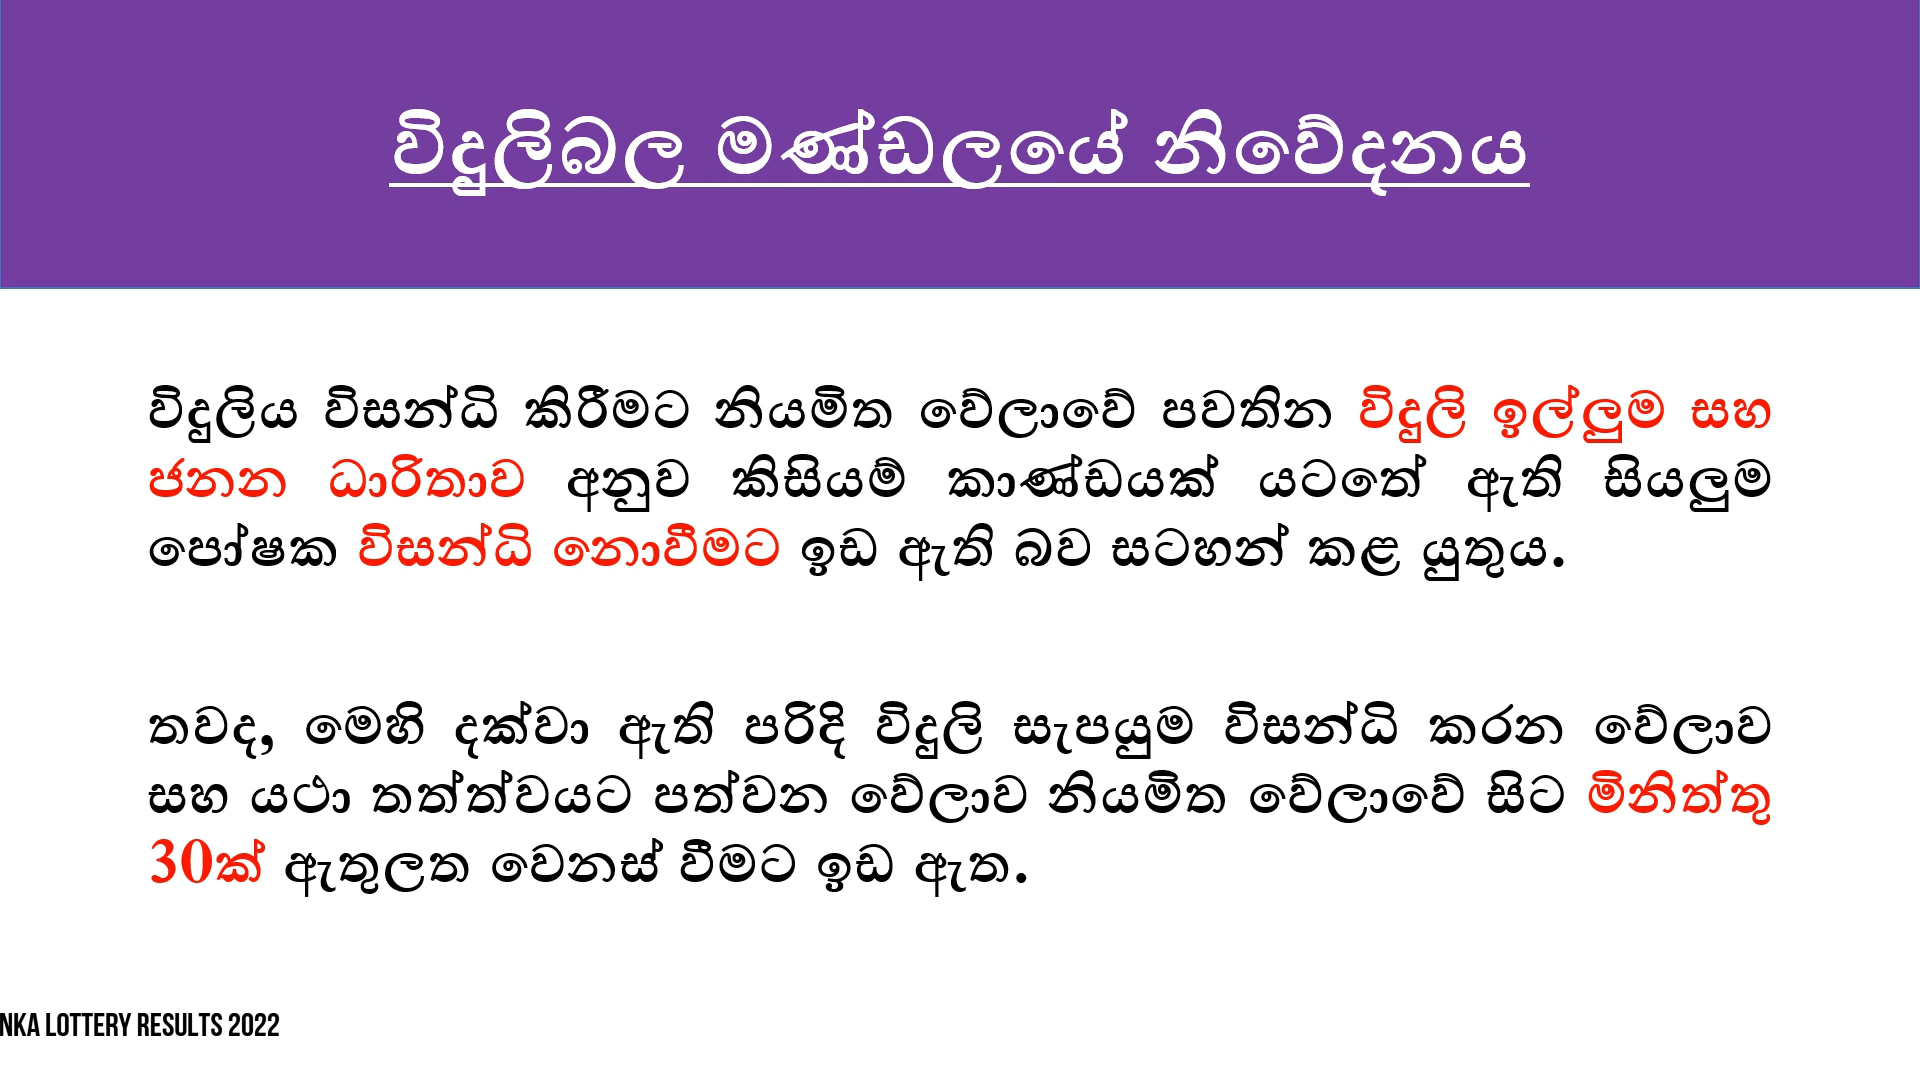 විදුලිබල මණ්ඩලයේ නිවේදනය
විදුලිය විසන්ධි කිරීමට නියමිත වේලාවේ පවතින විදුලි ඉල්ලුම සහ
ජනන ධාරිතාව අනුව කිසියම් කාණ්ඩයක් යටතේ ඇති සියලුම
පෝෂක විසන්ධි නොවීමට ඉඩ ඇති බව සටහන් කළ යුතුය.
තවද, මෙහි දක්වා ඇති පරිදි විදුලි සැපයුම විසන්ධි කරන වේලාව
සහ යථා තත්ත්වයට පත්වන වේලාව නියමිත වේලාවේ සිට මිනිත්තු
30ක් ඇතුලත වෙනස් වීමට ඉඩ ඇත.
NKA LOTTERY RESULTS 2022